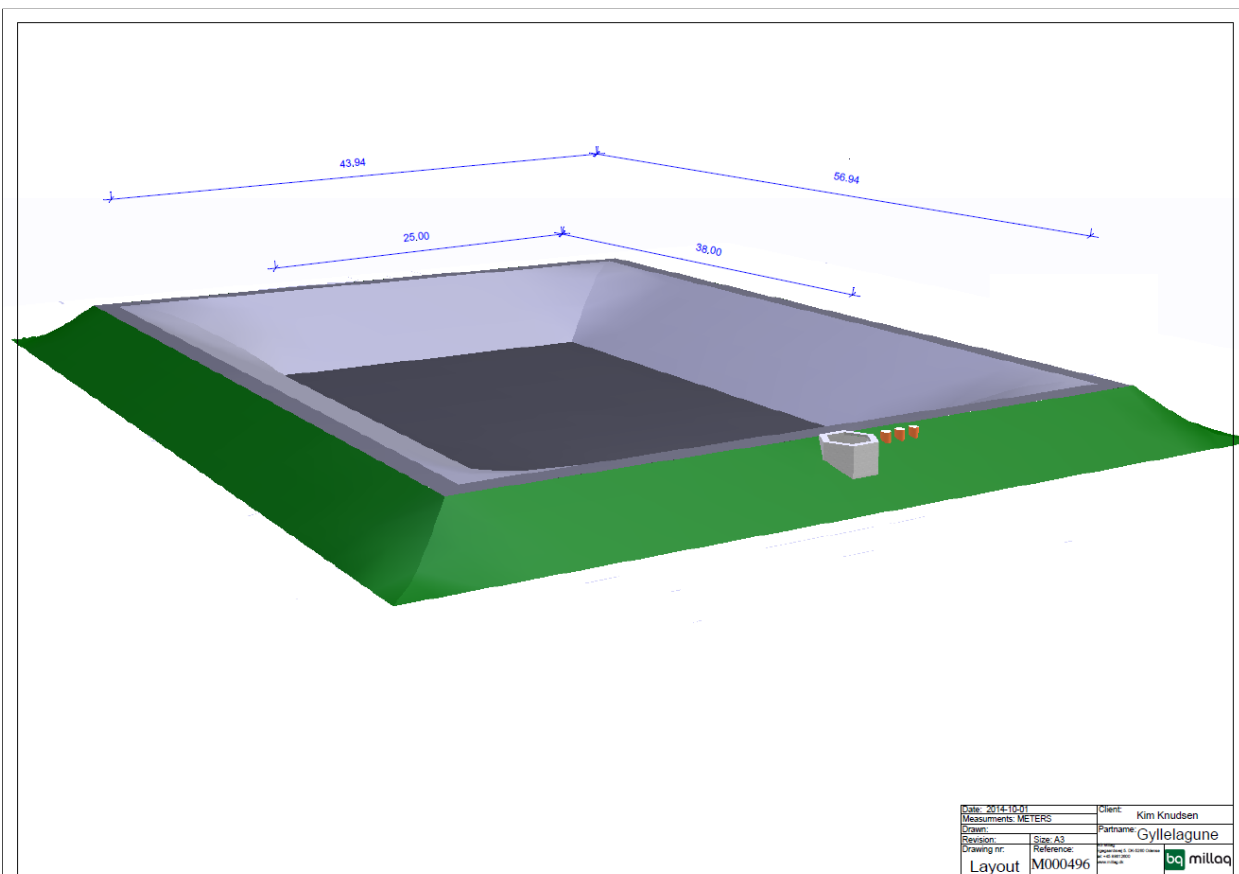 43.94
56.94
25.00
38.00
Date: 2014-10-01
Measurments: METERS
Drawn:
Revision:
Size: A3
Drawing nr:
Layout
Reference:
M000496
Client:
Kim Knudsen
Partname:
Gyllelagune
bq millaq